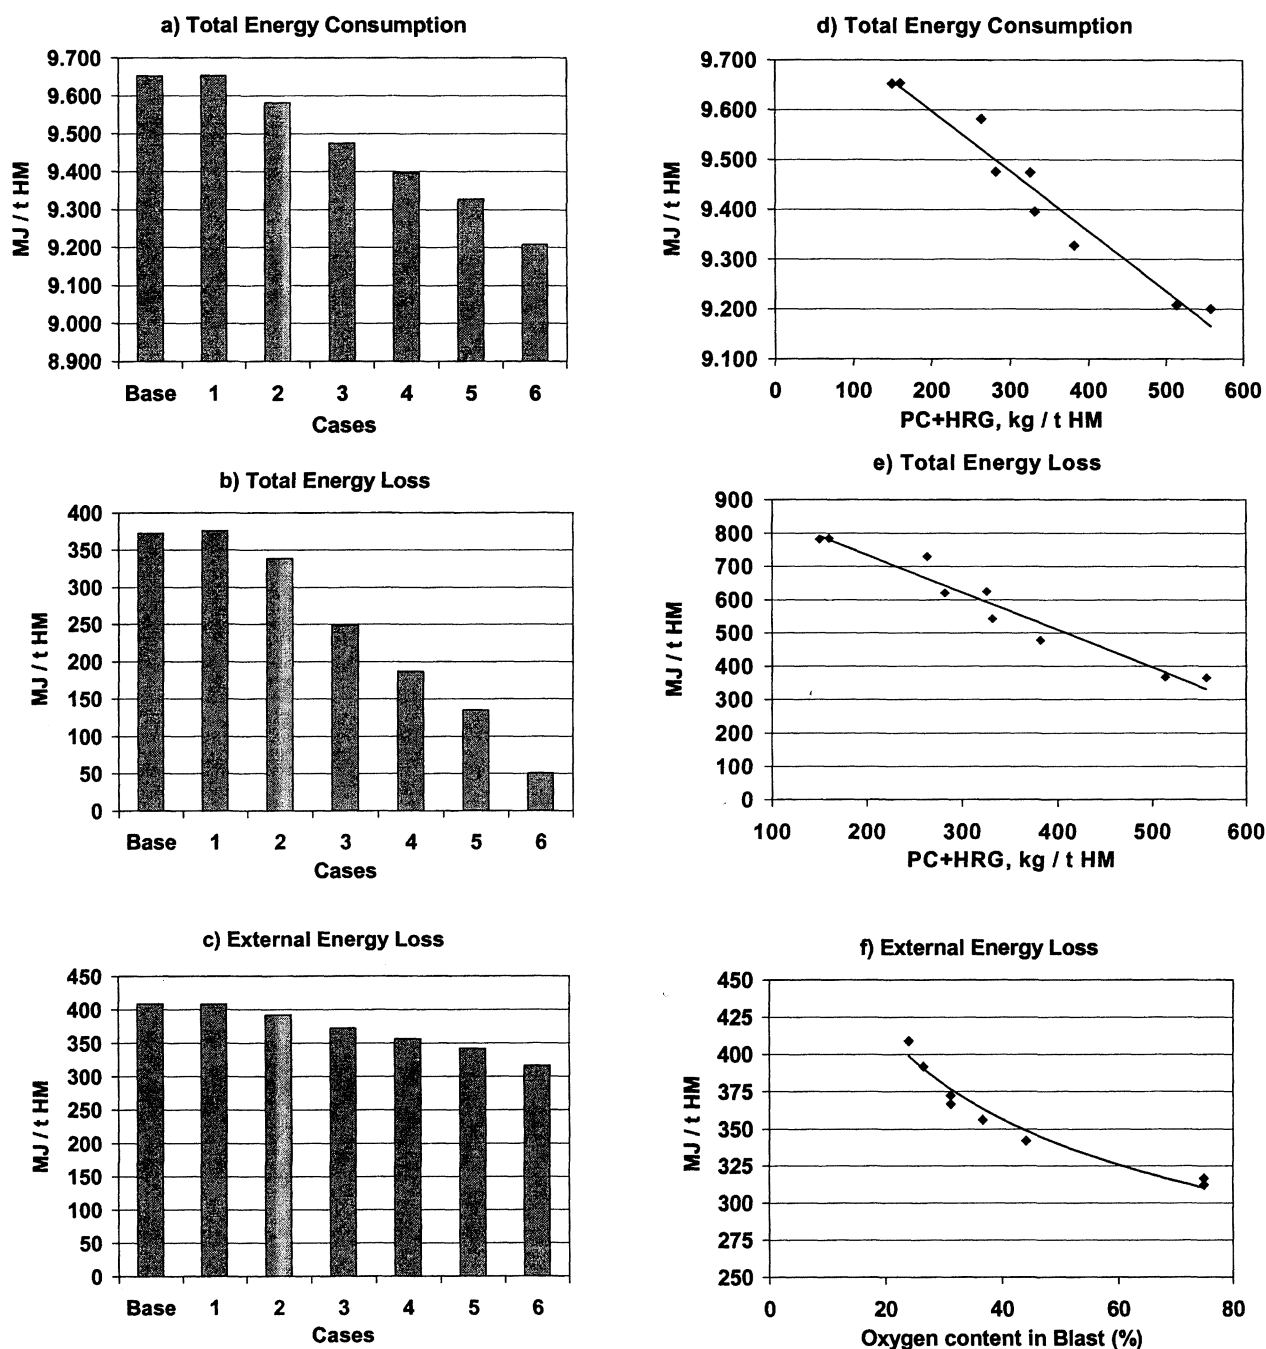 a) Total Energy Consumption
9.700
9.600
9.500
9.400
9.300
9.200
9.100
9.000
8.900
MJ / t HM
Base 1 2 3 4 5 6
Cases
b) Total Energy Loss
400
350
300
250
200
150
100
50
0
MJ / t HM
Base 1 2 3 4 5 6
Cases
c) External Energy Loss
450
400
350
300
250
200
150
100
50
0
MJ / t HM
Base 1 2 3 4 5 6
Cases
d) Total Energy Consumption
9.700
9.600
9.500
9.400
9.300
9.200
9.100
MJ / t HM
0 100 200 300 400 500 600
PC+HRG, kg / t HM
e) Total Energy Loss
900
800
700
600
500
400
300
200
100
0
MJ / t HM
100 200 300 400 500 600
PC+HRG, kg / t HM
f) External Energy Loss
450
425
400
375
350
325
300
275
250
MJ / t HM
0 20 40 60 80
Oxygen content in Blast (%)